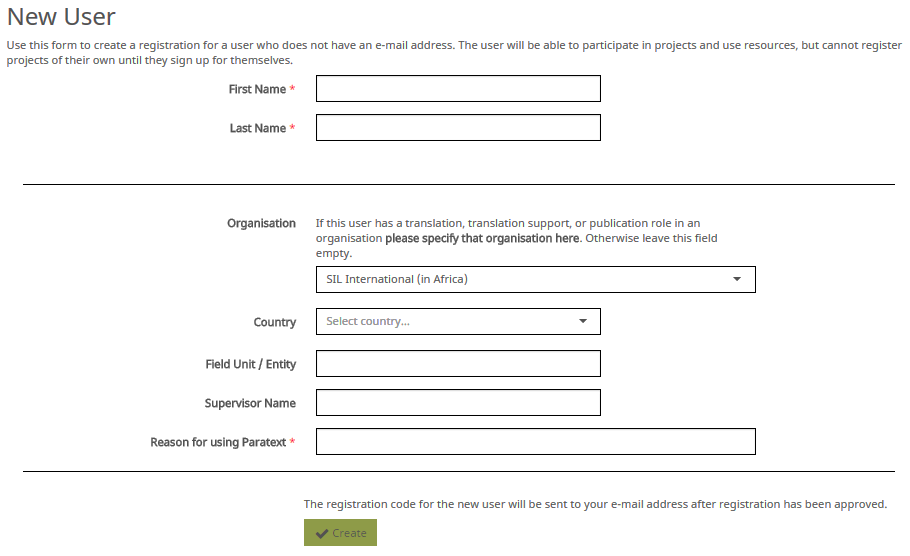 New User
Use this form to create a registration for a user who does not have an e-mail address. The user will be able to participate in projects and use resources, but cannot register
projects of their own until they sign up for themselves.
First Name *
Last Name *
Organisation
If this user has a translation, translation support, or publication role in an
organisation please specify that organisation here. Otherwise leave this field
empty.
SIL International (in Africa)
Country
Select country...
Field Unit / Entity
Supervisor Name
Reason for using Paratext *
The registration code for the new user will be sent to your e-mail address after registration has been approved.
Create